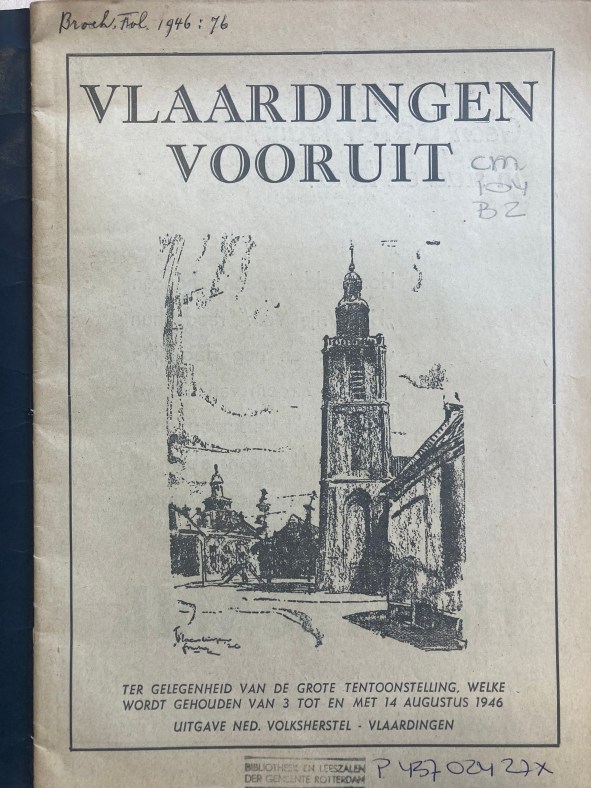 Broch. Fol. 1946: 76
VLAARDINGEN
VOORUIT
cm
104
B2
TER GELEGENHEID VAN DE GROTE TENTOONSTELLING, WELKE
WORDT GEHOUDEN VAN 3 TOT EN MET 14 AUGUSTUS 1946
UITGAVE NED. VOLKSHERSTEL - VLAARDINGEN
BIBLIOTHEEK EN LEESZALEN
DER GEMEENTE ROTTERDAM
P 437 024 27X